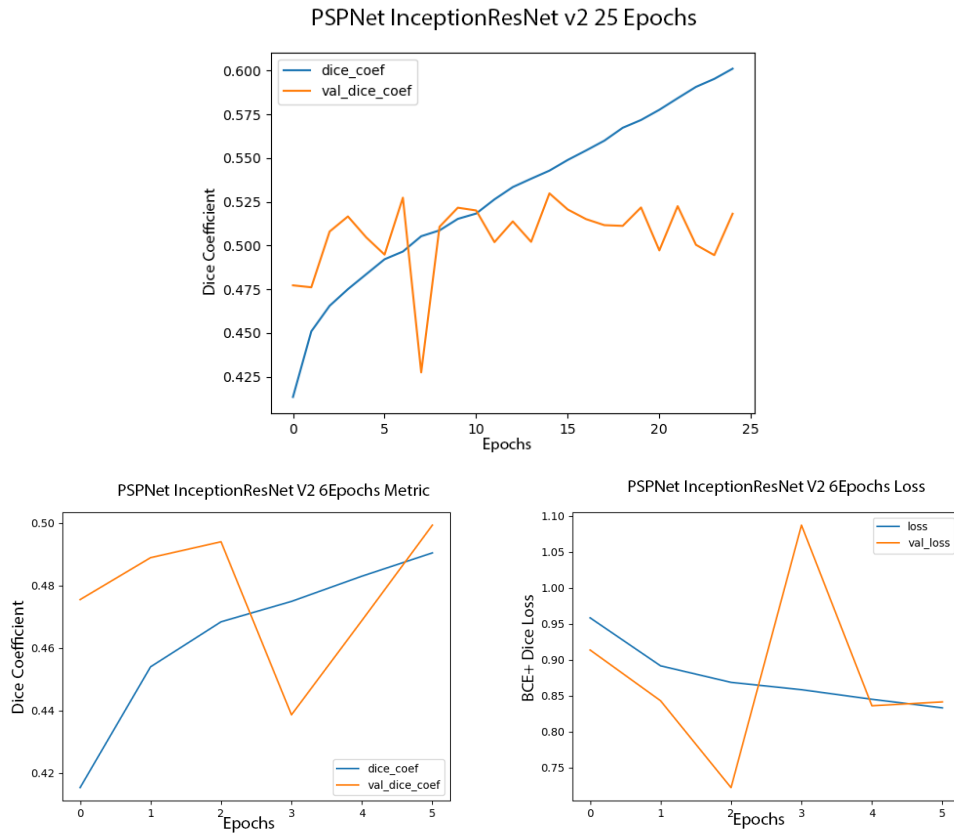 PSPNet InceptionResNet v2 25 Epochs
dice_coef
val_dice_coef
0.600
0.575
0.550
0.525
0.500
0.475
0.450
0.425
Dice Coefficient
0 5 10 15 20 25
Epochs
PSPNet InceptionResNet V2 6Epochs Metric
0.50
0.48
0.46
0.44
0.42
Dice Coefficient
dice_coef
val_dice_coef
0 1 2 3 4 5
Epochs
PSPNet InceptionResNet V2 6Epochs Loss
loss
val_loss
1.10
1.05
1.00
0.95
0.90
0.85
0.80
0.75
BCE+ Dice Loss
0 1 2 3 4 5
Epochs